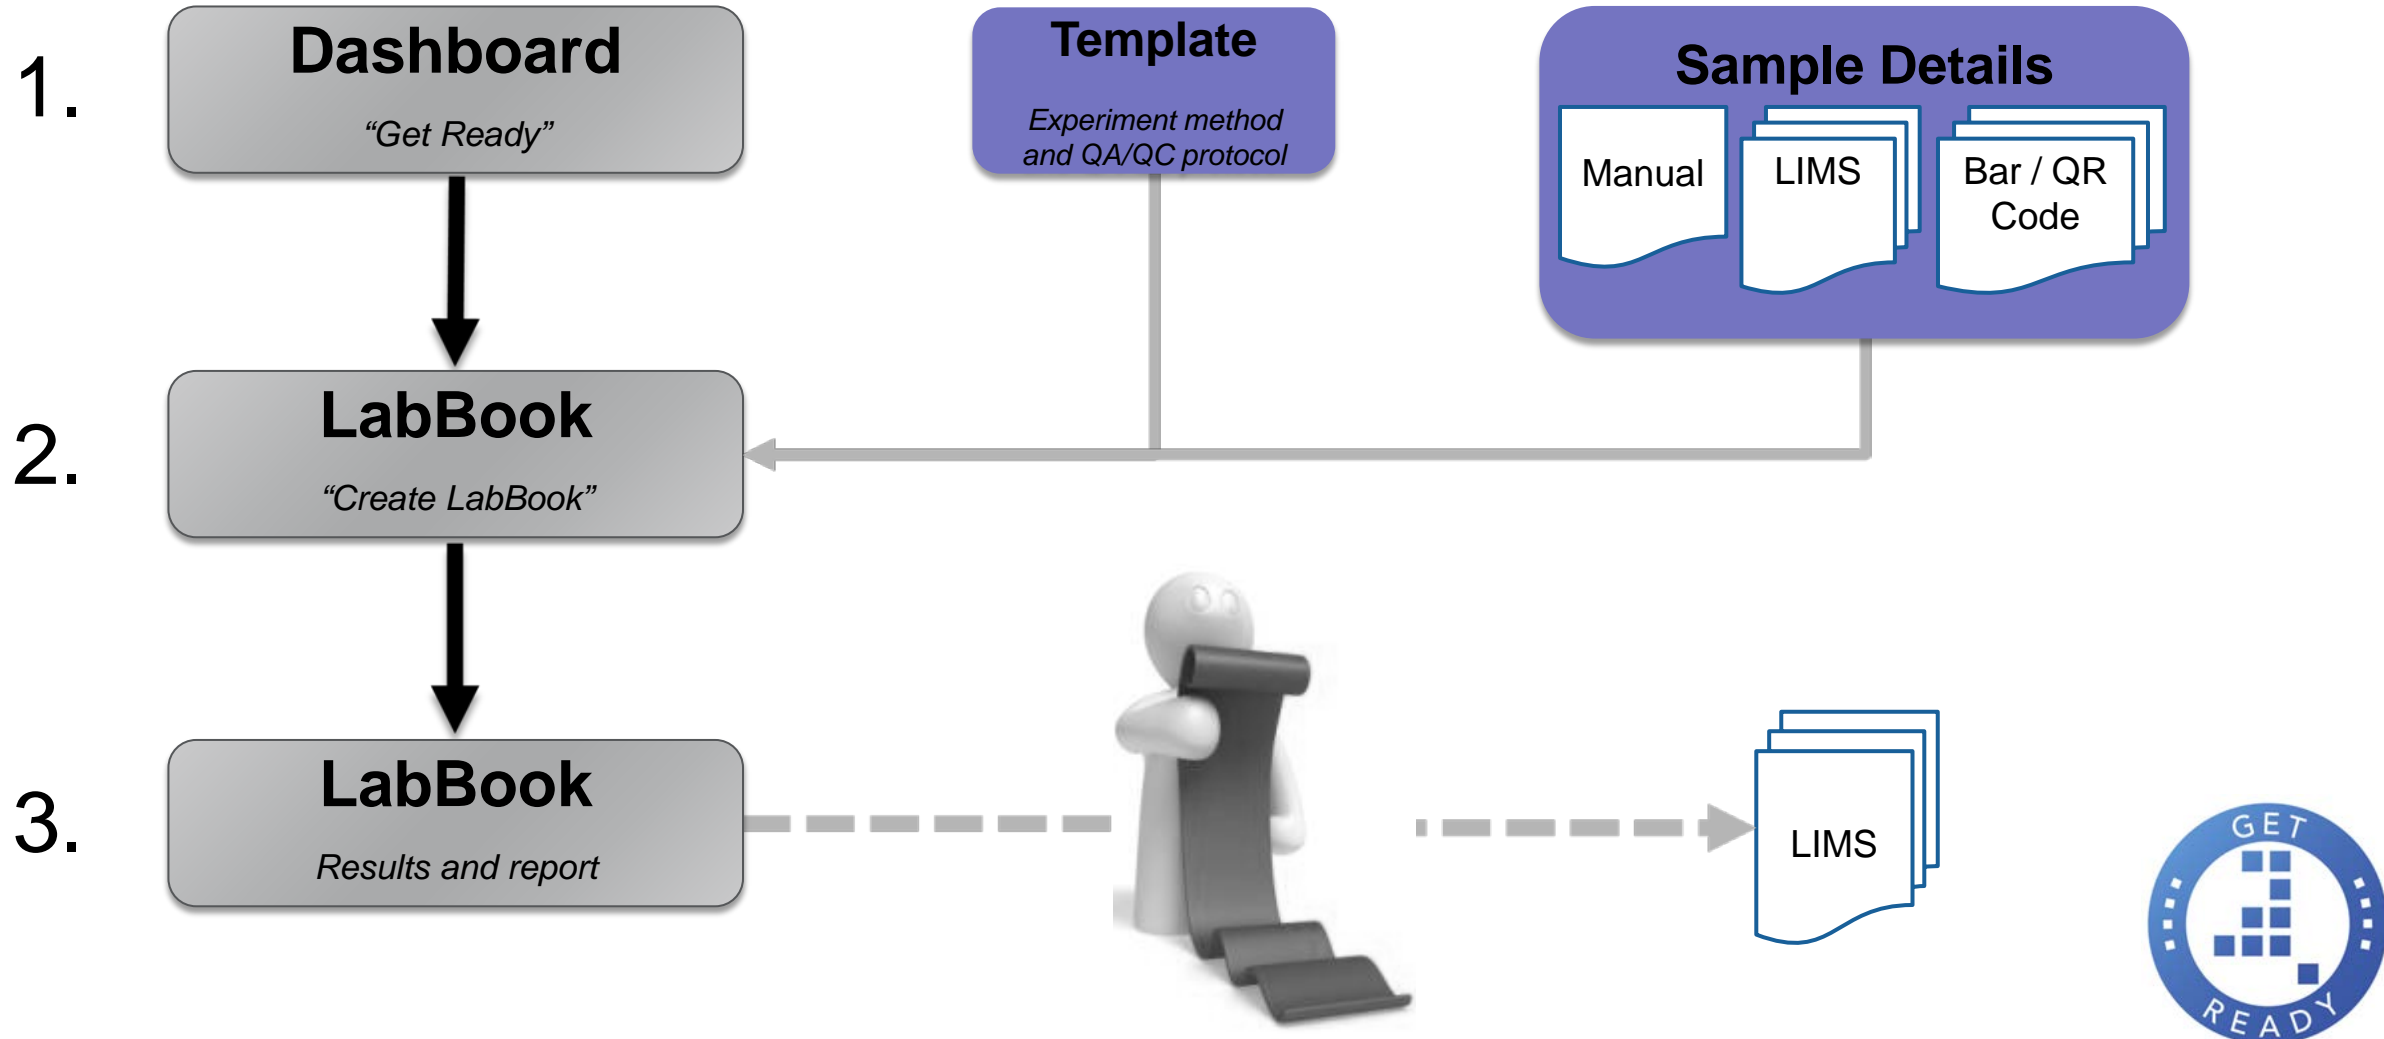 1.
Dashboard
“Get Ready”
Template
Experiment method
and QA/QC protocol
Sample Details
Manual
LIMS
Bar / QR
Code
2.
LabBook
“Create LabBook”
3.
LabBook
Results and report
LIMS
GET
READY